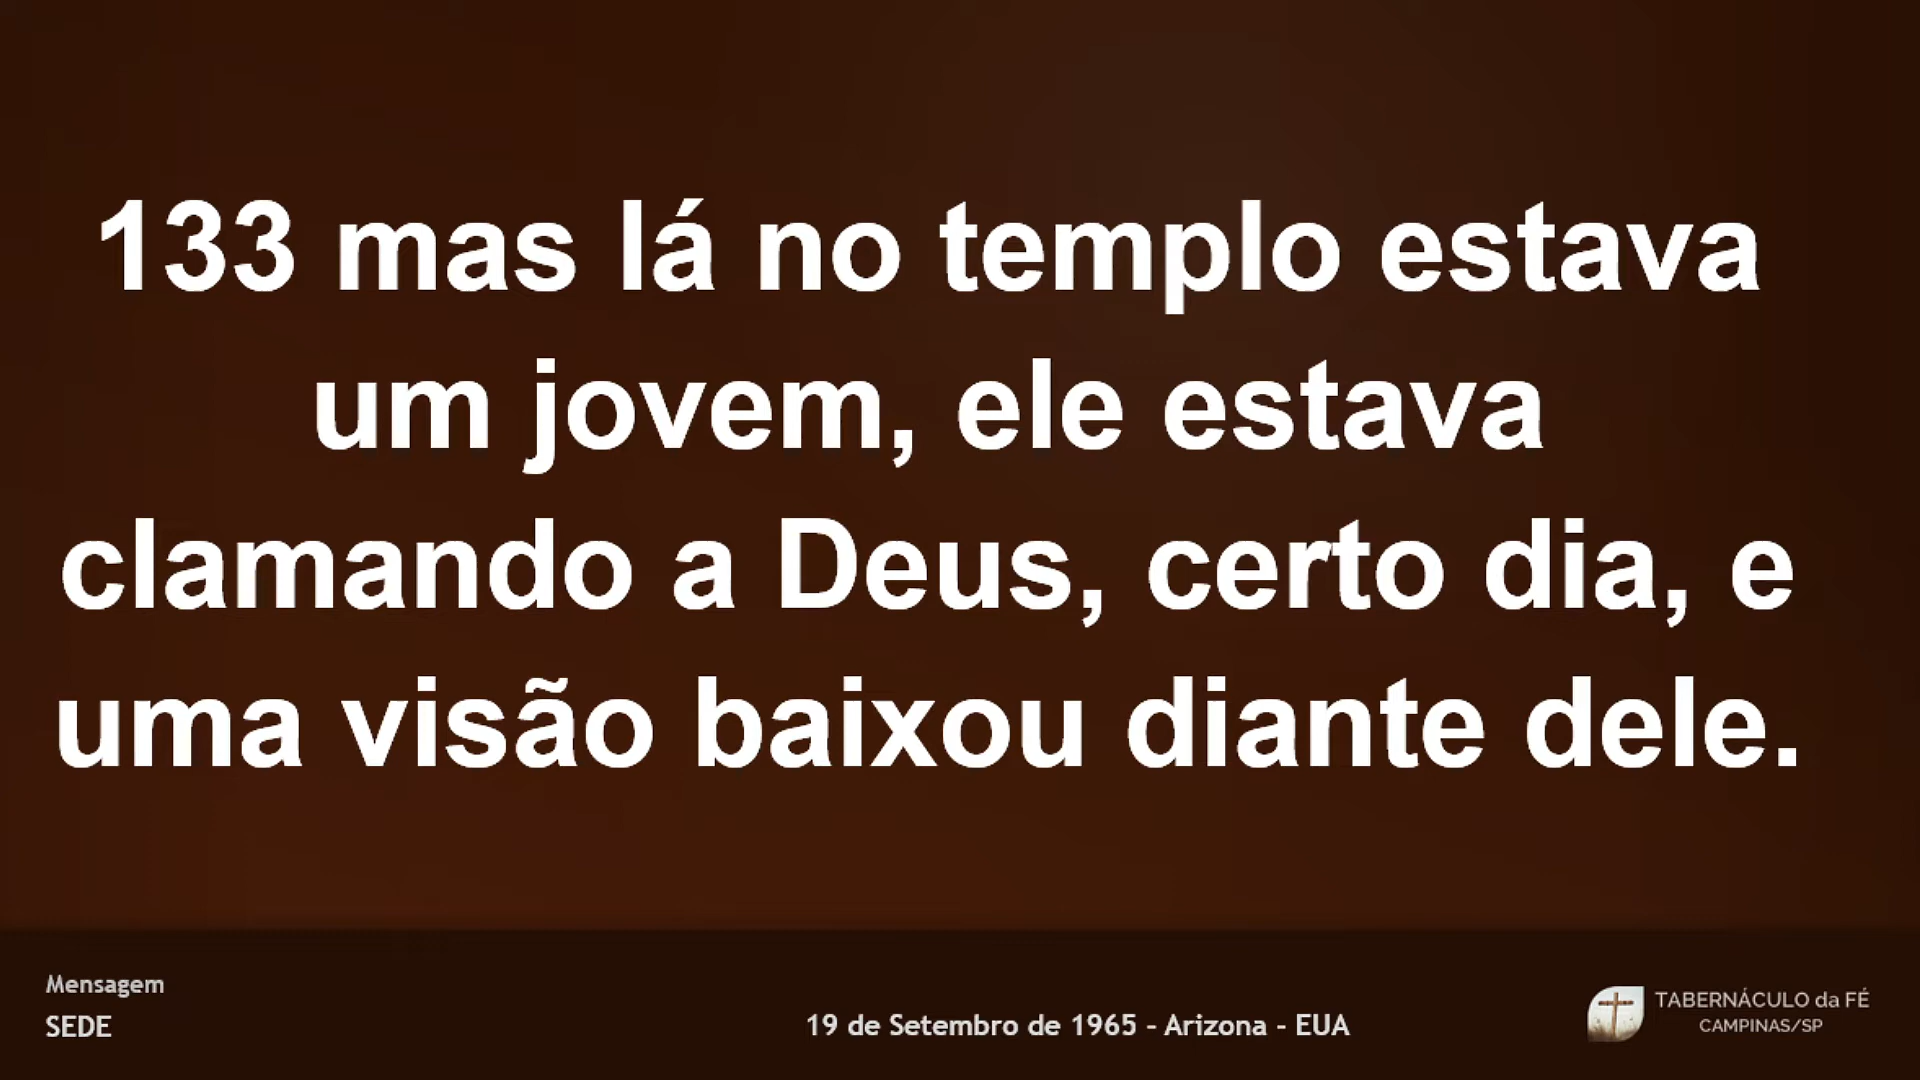 133 mas lá no templo estava
um jovem, ele estava
clamando a Deus, certo dia, e
uma visão baixou diante dele.
Mensagem
SEDE
19 de Setembro de 1965 - Arizona - EUA
TABERNÁCULO da FÉ
CAMPINAS/SP